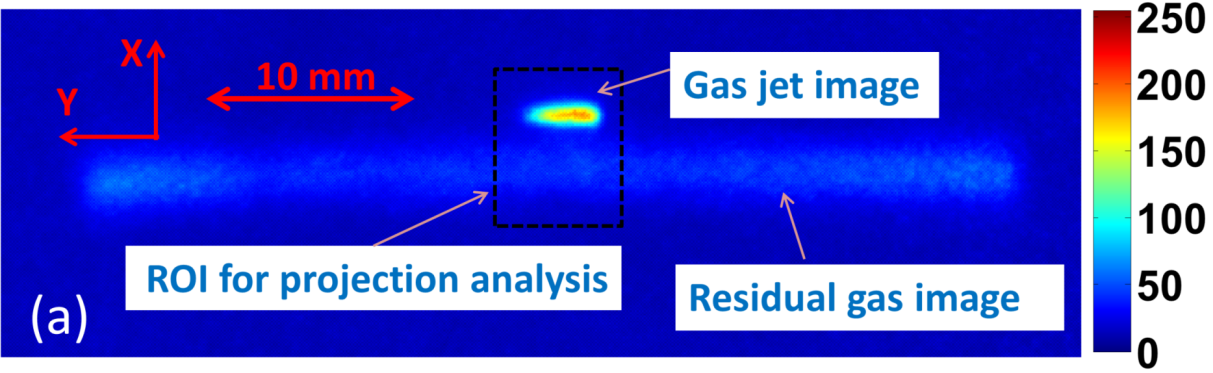 X
10 mm
Y
Gas jet image
ROI for projection analysis
Residual gas image
(a)
250
200
150
100
50
0